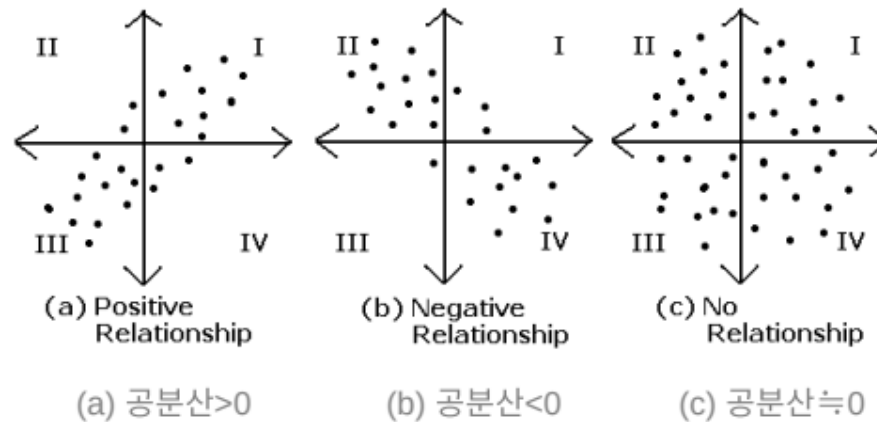 II I
III IV
(a) Positive
Relationship
II I
III IV
(b) Negative
Relationship
II I
III IV
(c) No
Relationship
(a) 공분산>0
(b) 공분산<0
(c) 공분산≒0